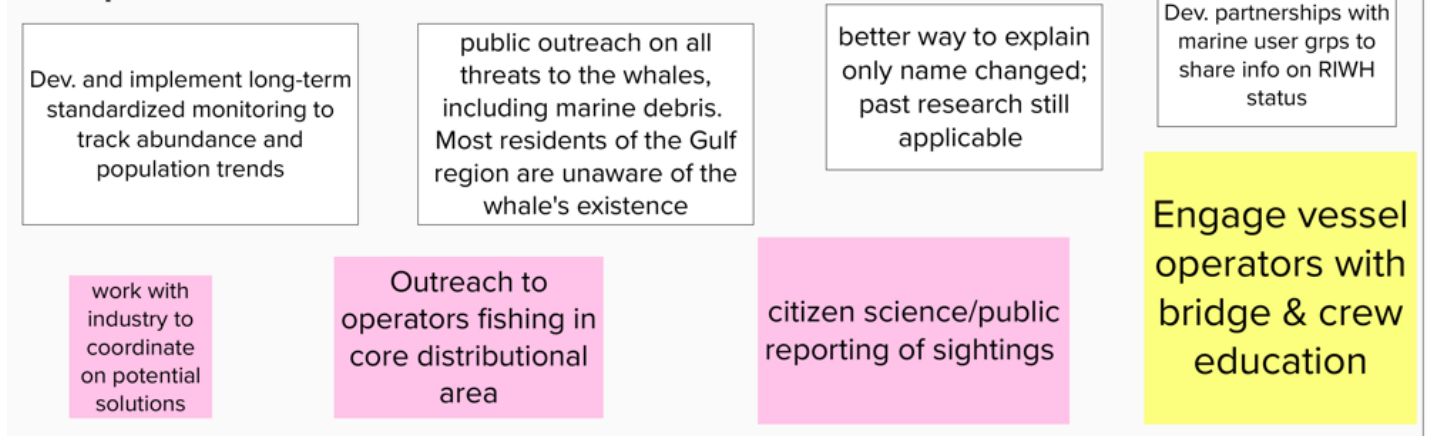 Dev. and implement long-term
standardized monitoring to
track abundance and
population trends
public outreach on all
threats to the whales,
including marine debris.
Most residents of the Gulf
region are unaware of the
whale's existence
better way to explain
only name changed;
past research still
applicable
Dev. partnerships with
marine user grps to
share info on RIWH
status
work with
industry to
coordinate
on potential
solutions
Outreach to
operators fishing in
core distributional
area
citizen science/public
reporting of sightings
Engage vessel
operators with
bridge & crew
education